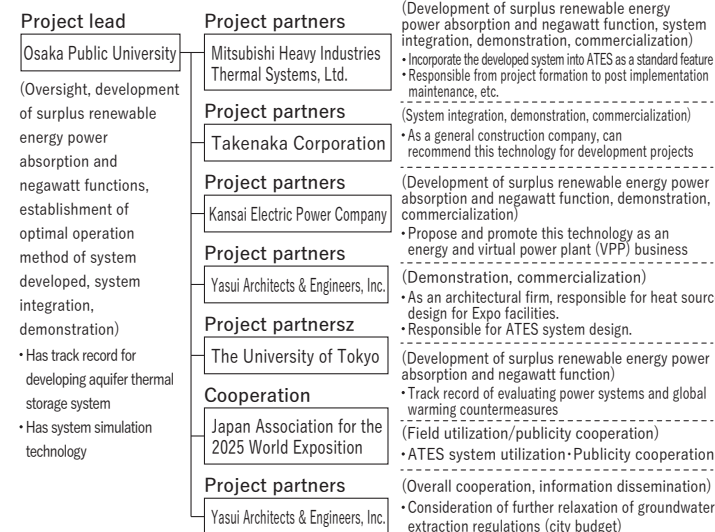 Project lead
Osaka Public University
(Oversight, development
of surplus renewable
energy power
absorption and
negawatt functions,
establishment of
optimal operation
method of system
developed, system
integration,
demonstration)
・Has track record for
developing aquifer thermal
storage system
・Has system simulation
technology
Project partners
Mitsubishi Heavy Industries
Thermal Systems, Ltd.
(Development of surplus renewable energy
power absorption and negawatt function, system
integration, demonstration, commercialization)
・Incorporate the developed system into ATES as a standard feature
・Responsible from project formation to post implementation
maintenance, etc.
Project partners
Takenaka Corporation
(System integration, demonstration, commercialization)
・As a general construction company, can
recommend this technology for development projects
Project partners
Kansai Electric Power Company
(Development of surplus renewable energy power
absorption and negawatt function, demonstration,
commercialization)
・Propose and promote this technology as an
energy and virtual power plant (VPP) business
Project partners
Yasui Architects & Engineers, Inc.
(Demonstration, commercialization)
・As an architectural firm, responsible for heat sourc
design for Expo facilities.
・Responsible for ATES system design.
Project partnersz
The University of Tokyo
(Development of surplus renewable energy power
absorption and negawatt function)
・Track record of evaluating power systems and global
warming countermeasures
Cooperation
Japan Association for the
2025 World Exposition
(Field utilization/publicity cooperation)
・ATES system utilization・Publicity cooperation
Project partners
Yasui Architects & Engineers, Inc.
(Overall cooperation, information dissemination)
・Consideration of further relaxation of groundwater
extraction regulations (city budget)